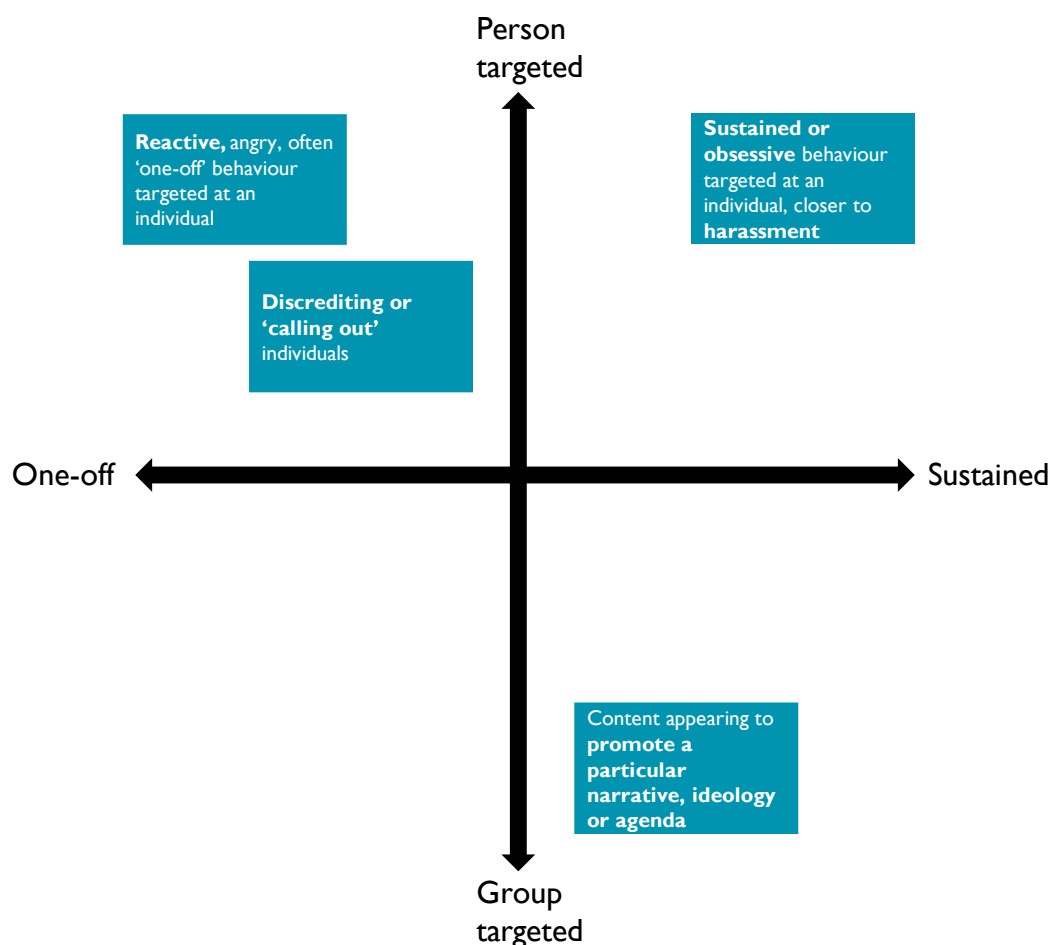 Person
targeted
Reactive, angry, often
‘one-off’ behaviour
targeted at an
individual
Sustained or
obsessive behaviour
targeted at an
individual, closer to
harassment
Discrediting or
‘calling out’
individuals
One-off
Sustained
Content appearing to
promote a
particular
narrative, ideology
or agenda
Group
targeted